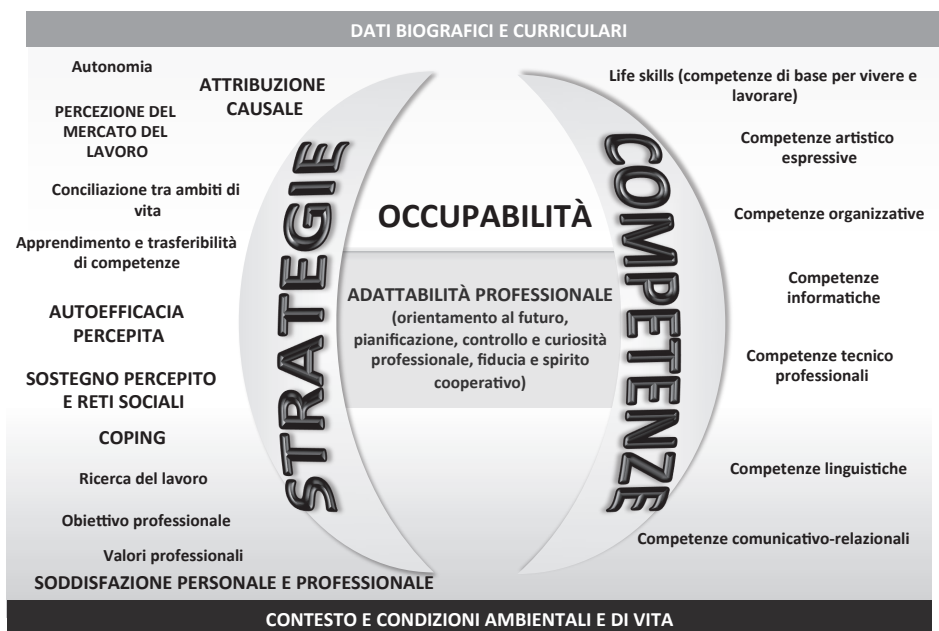 DATI BIOGRAFICI E CURRICULARI
Autonomia
ATTRIBUZIONE
CAUSALE
PERCEZIONE DEL
MERCATO DEL
LAVORO
Conciliazione tra ambiti di
vita
Apprendimento e trasferibilità
di competenze
AUTOEFFICACIA
PERCEPITA
SOSTEGNO PERCEPITO
E RETI SOCIALI
COPING
Ricerca del lavoro
Obiettivo professionale
Valori professionali
SODDISFAZIONE PERSONALE E PROFESSIONALE
STRATEGIE
OCCUPABILITÀ
ADATTABILITÀ PROFESSIONALE
(orientamento al futuro,
pianificazione, controllo e curiosità
professionale, fiducia e spirito
cooperativo)
COMPETENZE
Life skills (competenze di base per vivere e
lavorare)
Competenze artistico
espressive
Competenze organizzative
Competenze
informatiche
Competenze tecnico
professionali
Competenze linguistiche
Competenze comunicativo-relazionali
CONTESTO E CONDIZIONI AMBIENTALI E DI VITA